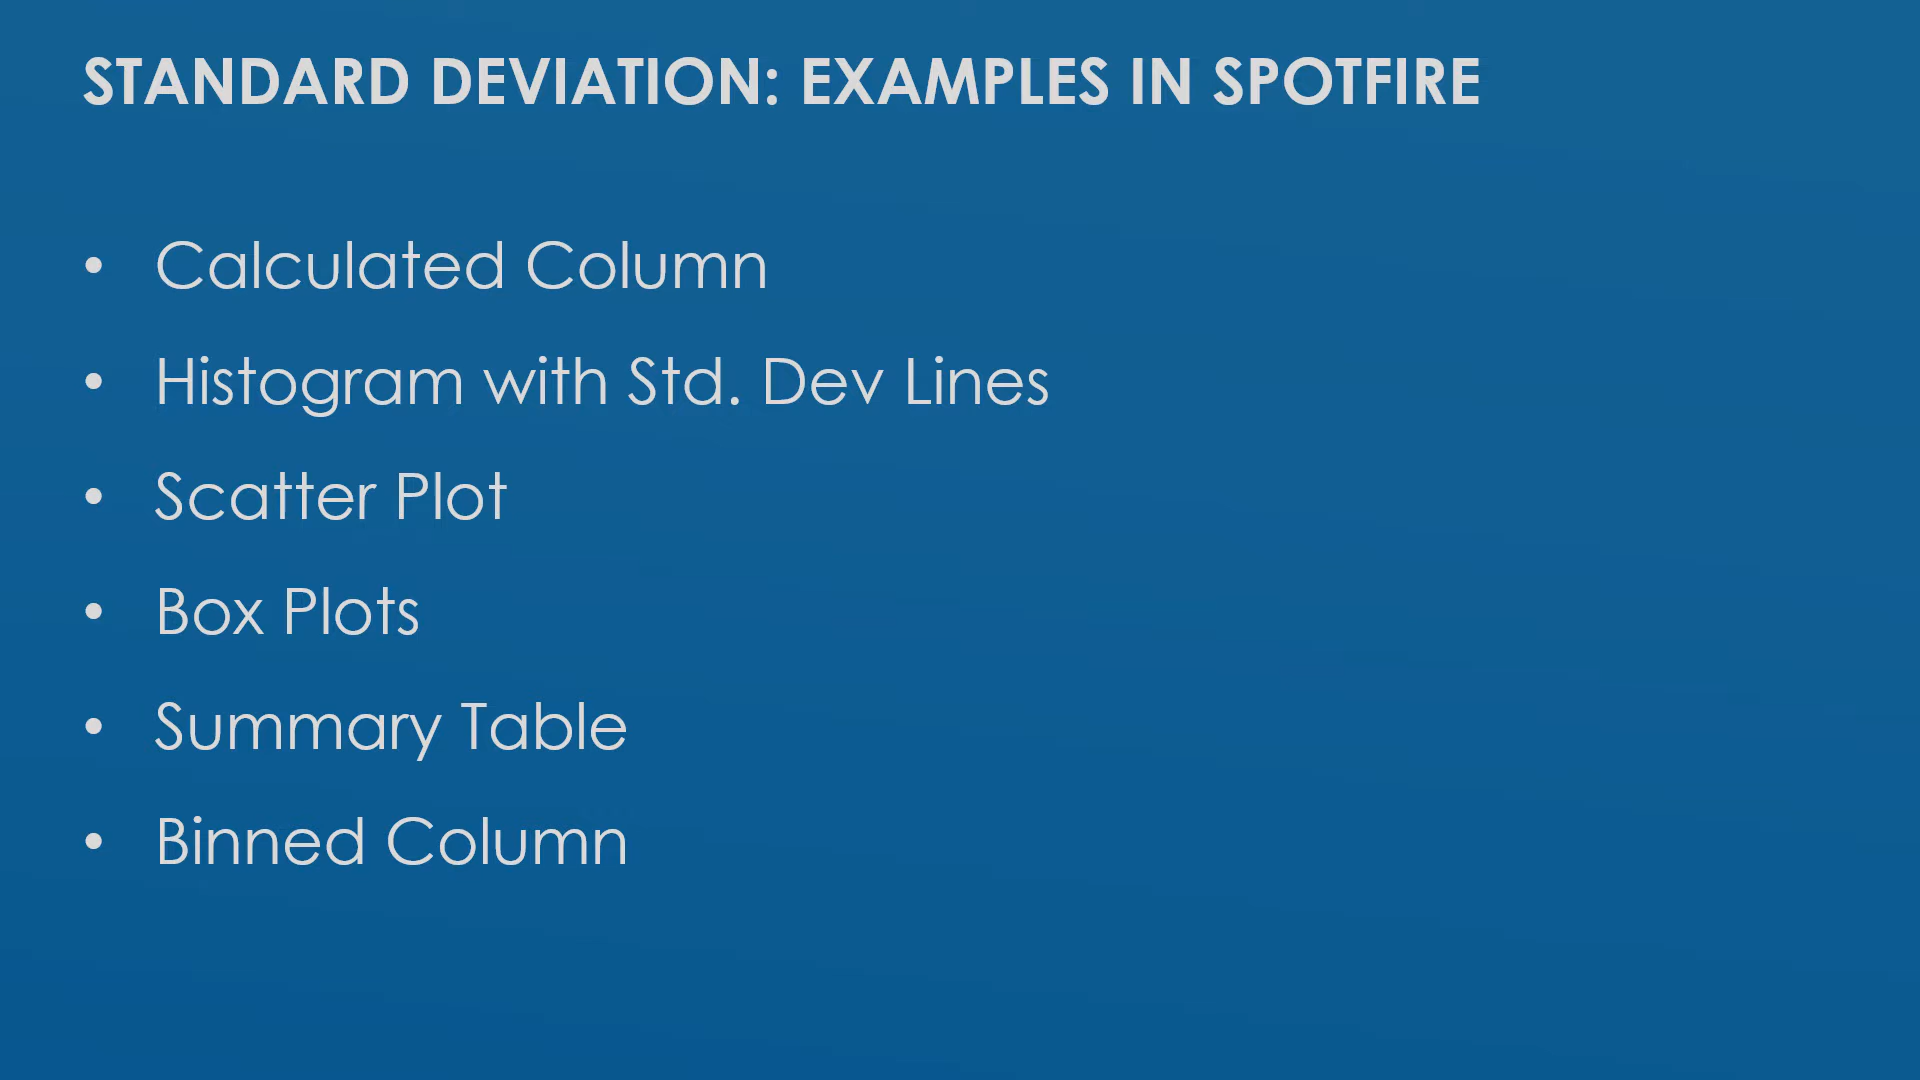 STANDARD DEVIATION: EXAMPLES IN SPOTFIRE
• Calculated Column
• Histogram with Std. Dev Lines
• Scatter Plot
• Box Plots
• Summary Table
• Binned Column